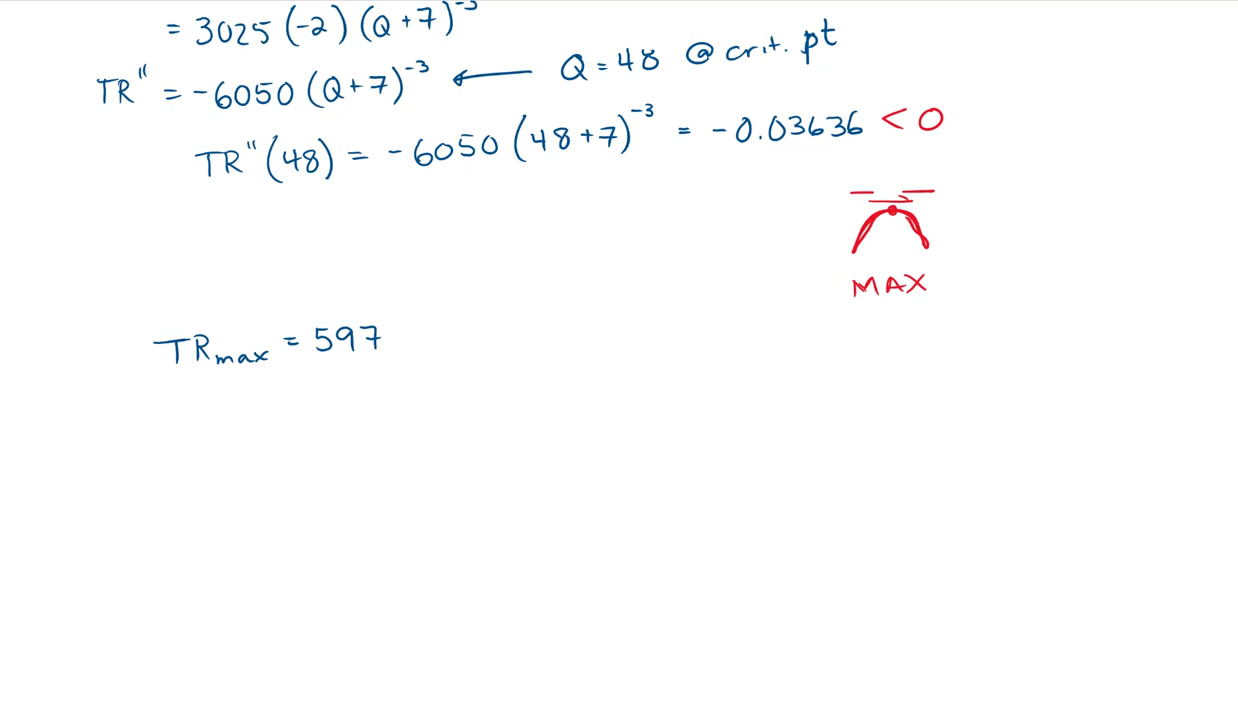 = 3025 (-2) (Q+7)⁻³
TR" = -6050 (Q+7)⁻³ ← Q = 48 @ crit. pt
TR"(48) = -6050 (48+7)⁻³ = -0.03636 < 0
MAX
TRmax = 597